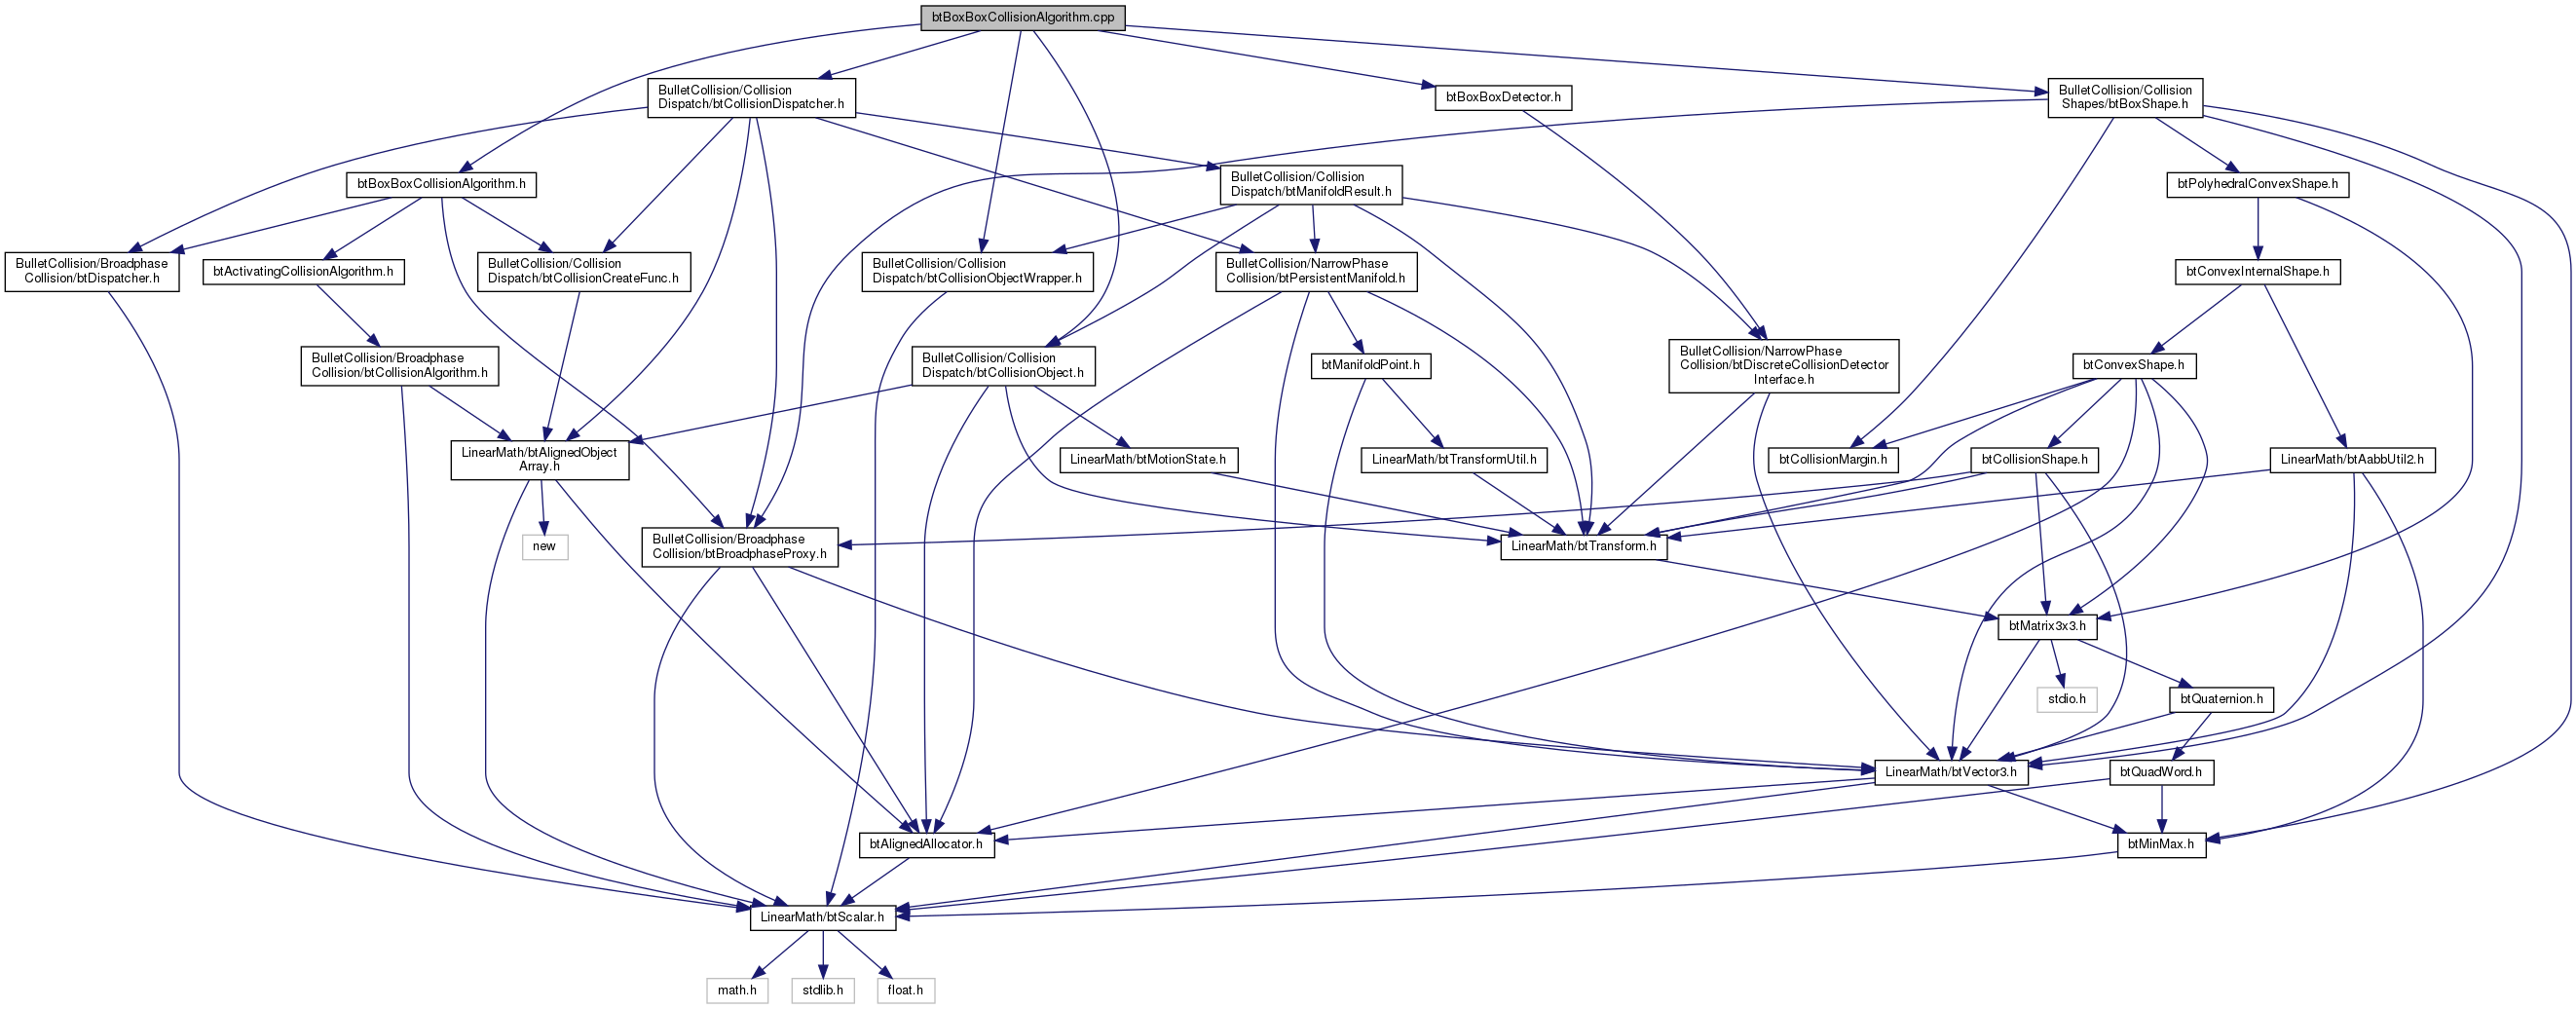 btBoxBoxCollisionAlgorithm.cpp
BulletCollision/Collision
Dispatch/btCollisionDispatcher.h
btBoxBoxDetector.h
BulletCollision/Collision
Shapes/btBoxShape.h
btBoxBoxCollisionAlgorithm.h
BulletCollision/Collision
Dispatch/btManifoldResult.h
btPolyhedralConvexShape.h
BulletCollision/Broadphase
Collision/btDispatcher.h
btActivatingCollisionAlgorithm.h
BulletCollision/Collision
Dispatch/btCollisionCreateFunc.h
BulletCollision/Collision
Dispatch/btCollisionObjectWrapper.h
BulletCollision/NarrowPhase
Collision/btPersistentManifold.h
btConvexInternalShape.h
BulletCollision/Broadphase
Collision/btCollisionAlgorithm.h
BulletCollision/Collision
Dispatch/btCollisionObject.h
btManifoldPoint.h
BulletCollision/NarrowPhase
Collision/btDiscreteCollisionDetector
Interface.h
btConvexShape.h
LinearMath/btAlignedObject
Array.h
LinearMath/btMotionState.h
LinearMath/btTransformUtil.h
btCollisionMargin.h
btCollisionShape.h
LinearMath/btAabbUtil2.h
new
BulletCollision/Broadphase
Collision/btBroadphaseProxy.h
LinearMath/btTransform.h
btMatrix3x3.h
stdio.h
btQuaternion.h
LinearMath/btVector3.h
btQuadWord.h
btAlignedAllocator.h
btMinMax.h
LinearMath/btScalar.h
math.h
stdlib.h
float.h